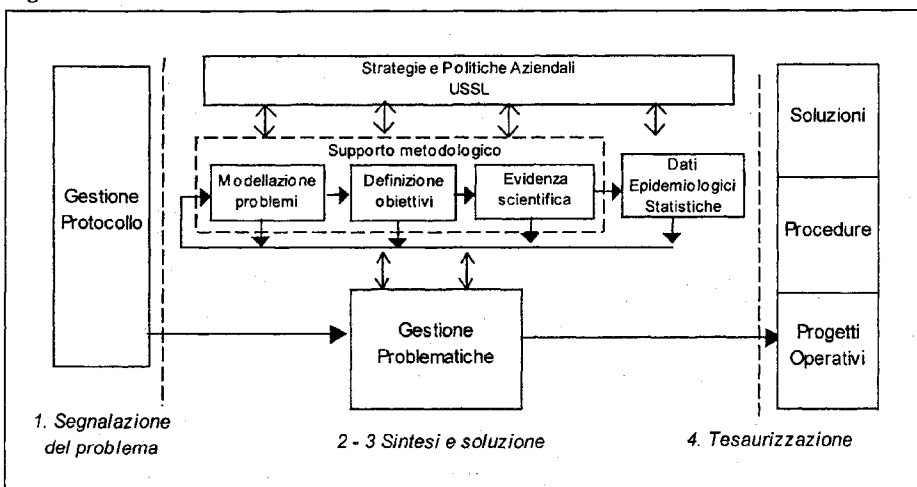 Strategie e Politiche Aziendali
USSL
Supporto metodologico
Modellazione
problemi
Definizione
obiettivi
Evidenza
scientifica
Dati
Epidemiologici
Statistiche
Gestione
Protocollo
Soluzioni
Procedure
Progetti
Operativi
Gestione
Problematiche
1. Segnalazione
del problema
2 - 3 Sintesi e soluzione
4. Tesaurizzazione